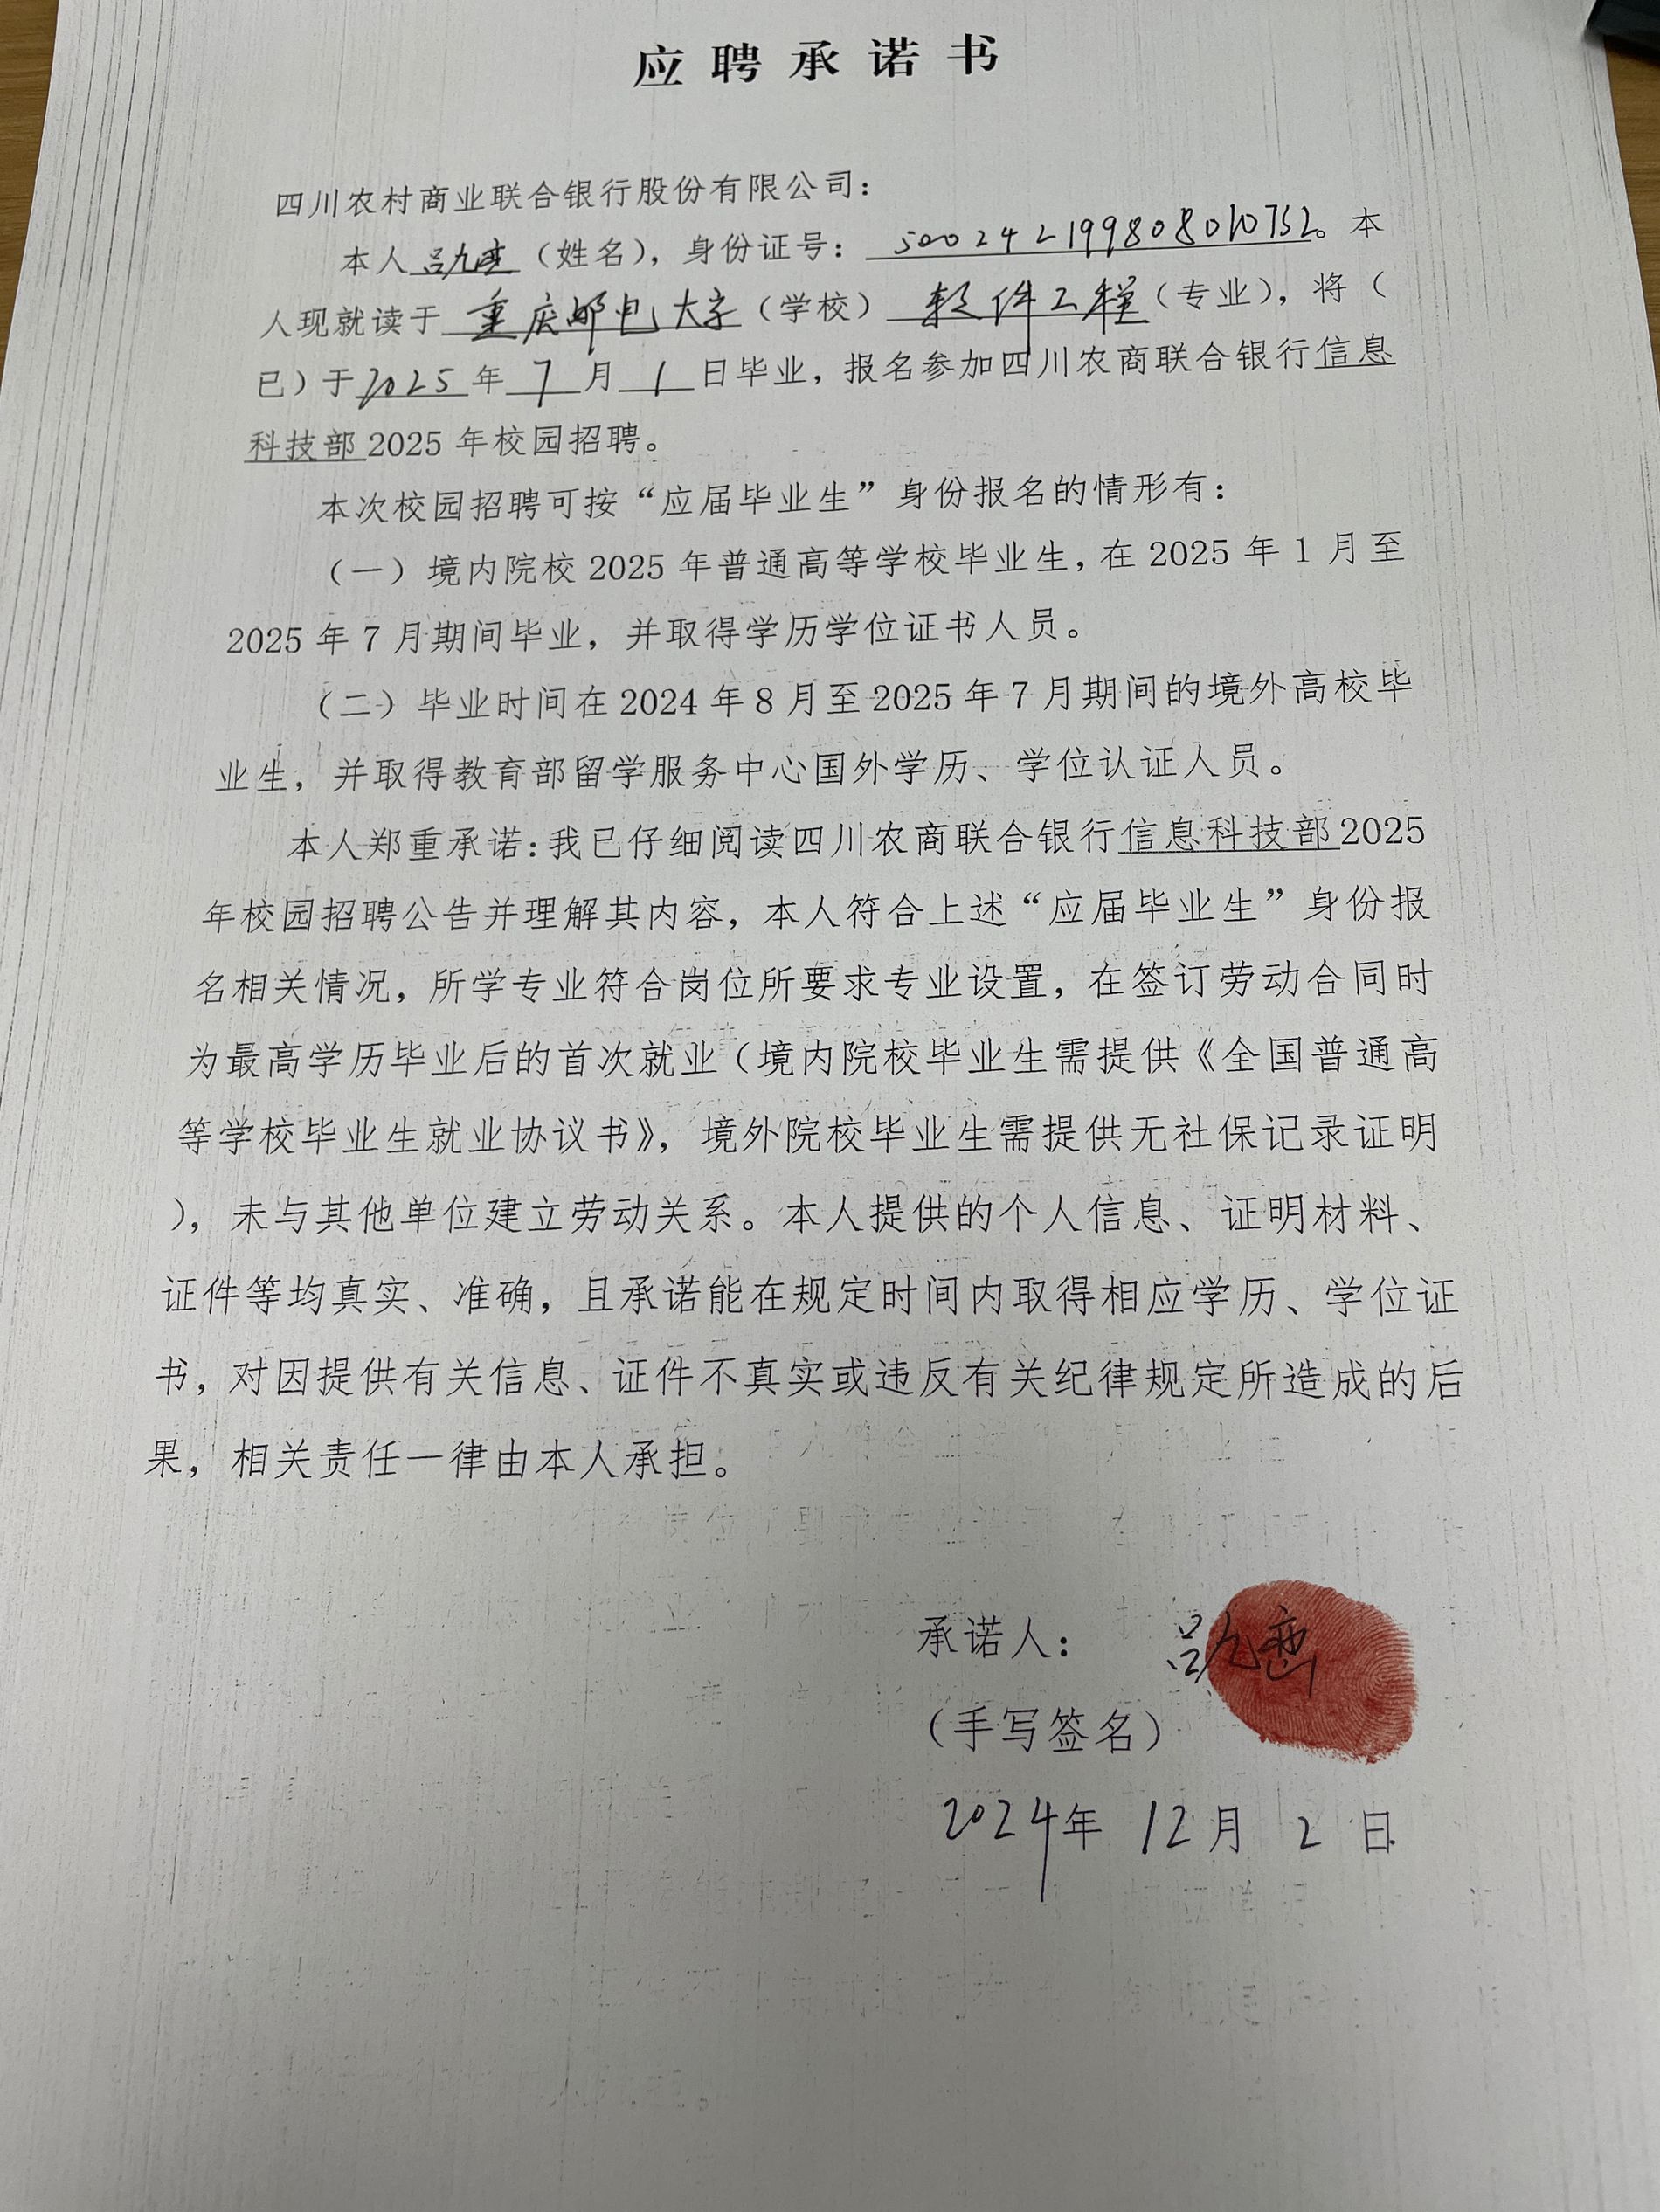 应聘承诺书
四川农村商业联合银行股份有限公司：
本人吕九峦（姓名），身份证号：500242199808010752。本
人现就读于重庆邮电大学（学校）软件工程（专业），将（
已）于2025年7月1日毕业，报名参加四川农商联合银行信息
科技部2025年校园招聘。
本次校园招聘可按“应届毕业生”身份报名的情形有：
（一）境内院校2025年普通高等学校毕业生，在2025年1月至
2025年7月期间毕业，并取得学历学位证书人员。
（二）毕业时间在2024年8月至2025年7月期间的境外高校毕
业生，并取得教育部留学服务中心国外学历、学位认证人员。
本人郑重承诺：我已仔细阅读四川农商联合银行信息科技部2025
年校园招聘公告并理解其内容，本人符合上述“应届毕业生”身份报
名相关情况，所学专业符合岗位所要求专业设置，在签订劳动合同时
为最高学历毕业后的首次就业（境内院校毕业生需提供《全国普通高
等学校毕业生就业协议书》，境外院校毕业生需提供无社保记录证明
），未与其他单位建立劳动关系。本人提供的个人信息、证明材料、
证件等均真实、准确，且承诺能在规定时间内取得相应学历、学位证
书，对因提供有关信息、证件不真实或违反有关纪律规定所造成的后
果，相关责任一律由本人承担。
承诺人：吕九峦
（手写签名）
2024年12月2日